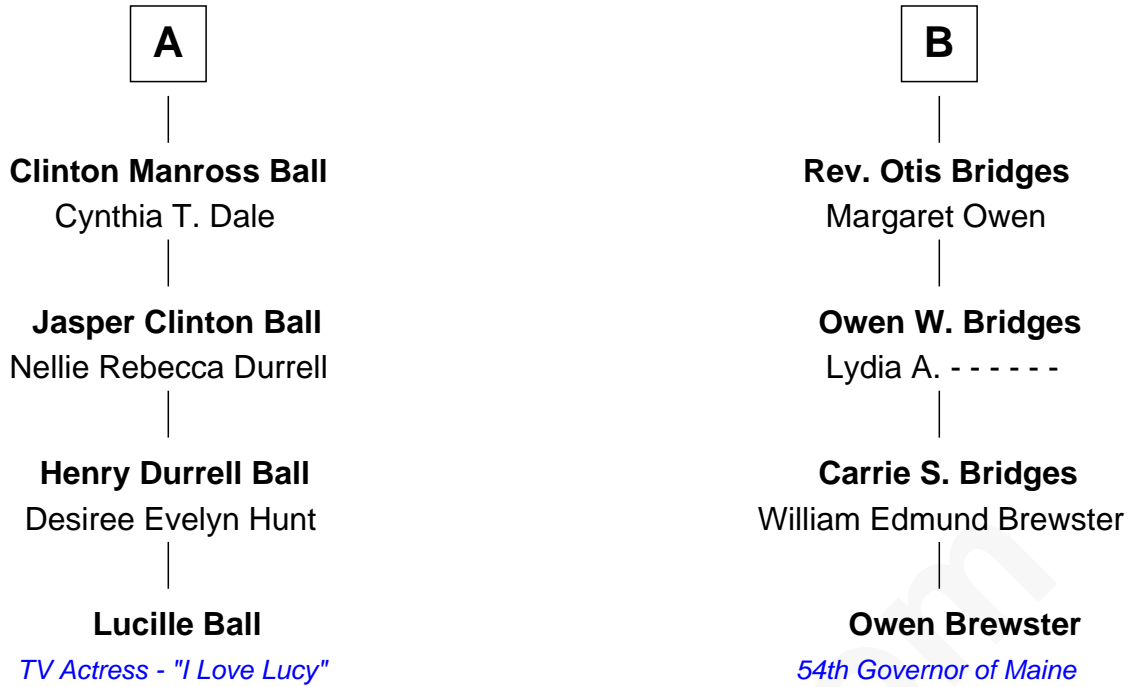 A
Clinton Manross Ball
Cynthia T. Dale
Jasper Clinton Ball
Nellie Rebecca Durrell
Henry Durrell Ball
Desiree Evelyn Hunt
Lucille Ball
TV Actress - "I Love Lucy"
B
Rev. Otis Bridges
Margaret Owen
Owen W. Bridges
Lydia A. - - - - - -
Carrie S. Bridges
William Edmund Brewster
Owen Brewster
54th Governor of Maine